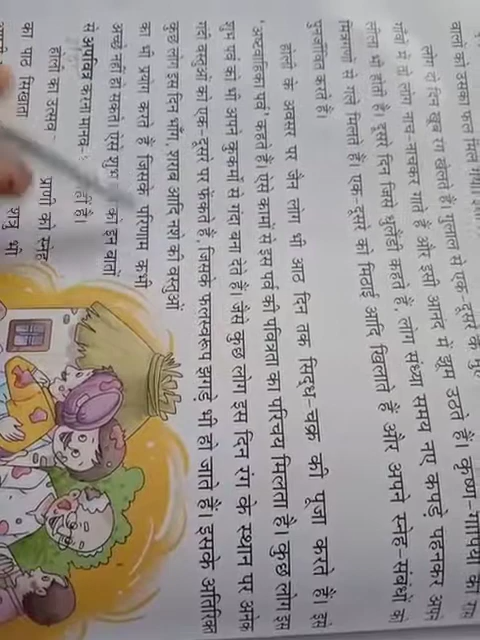 वालों को उसका फल मिल गया
लोग इस दिन खूब रंग खेलते हैं। गुलाल से एक-दूसरे के मुँह
गाँवों में तो लोग नाच-नाचकर गाते हैं और इसी आनंद में झूम उठते हैं। कृष्ण-गोपियों की रास
लीला भी होती है। दूसरे दिन जिसे धुलैंडी कहते हैं, लोग संध्या समय नए कपड़े पहनकर अपने
मित्रगणों से गले मिलते हैं। एक-दूसरे को मिठाई आदि खिलाते हैं और अपने स्नेह-संबंधों को
पुनर्जीवित करते हैं।
होली के अवसर पर जैन लोग भी आठ दिन तक सिद्ध-चक्र की पूजा करते हैं। इसे
'अष्टाह्निका पर्व' कहते हैं। ऐसे कामों से इस पर्व की पवित्रता का परिचय मिलता है। कुछ लोग इस
शुभ पर्व को भी अपने कुकर्मों से गंदा बना देते हैं। जैसे कुछ लोग इस दिन रंग के स्थान पर अनेक
गंदी वस्तुओं को एक-दूसरे पर फेंकते हैं, जिसके फलस्वरूप झगड़े भी हो जाते हैं। इसके अतिरिक्त
कुछ लोग इस दिन भाँग, शराब आदि नशे की वस्तुओं
का भी प्रयोग करते हैं जिसके परिणाम कभी
अच्छे नहीं हो सकते। ऐसे शुभ को इन बातों
से अपवित्र करना मानव- ही है।
होली का उत्सव प्राणी को स्नेह
का पाठ सिखाता शत्रु भी